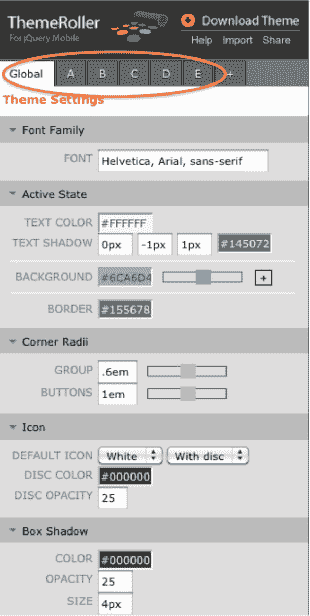 ThemeRoller
For jQuery Mobile
Download Theme
Help Import Share
Global A B C D E +
Theme Settings
Font Family
FONT Helvetica, Arial, sans-serif
Active State
TEXT COLOR #FFFFFF
TEXT SHADOW 0px -1px 1px #145072
BACKGROUND #6CA6D4 +
BORDER #155678
Corner Radii
GROUP .6em
BUTTONS 1em
Icon
DEFAULT ICON White With disc
DISC COLOR #000000
DISC OPACITY 25
Box Shadow
COLOR #000000
OPACITY 25
SIZE 4px